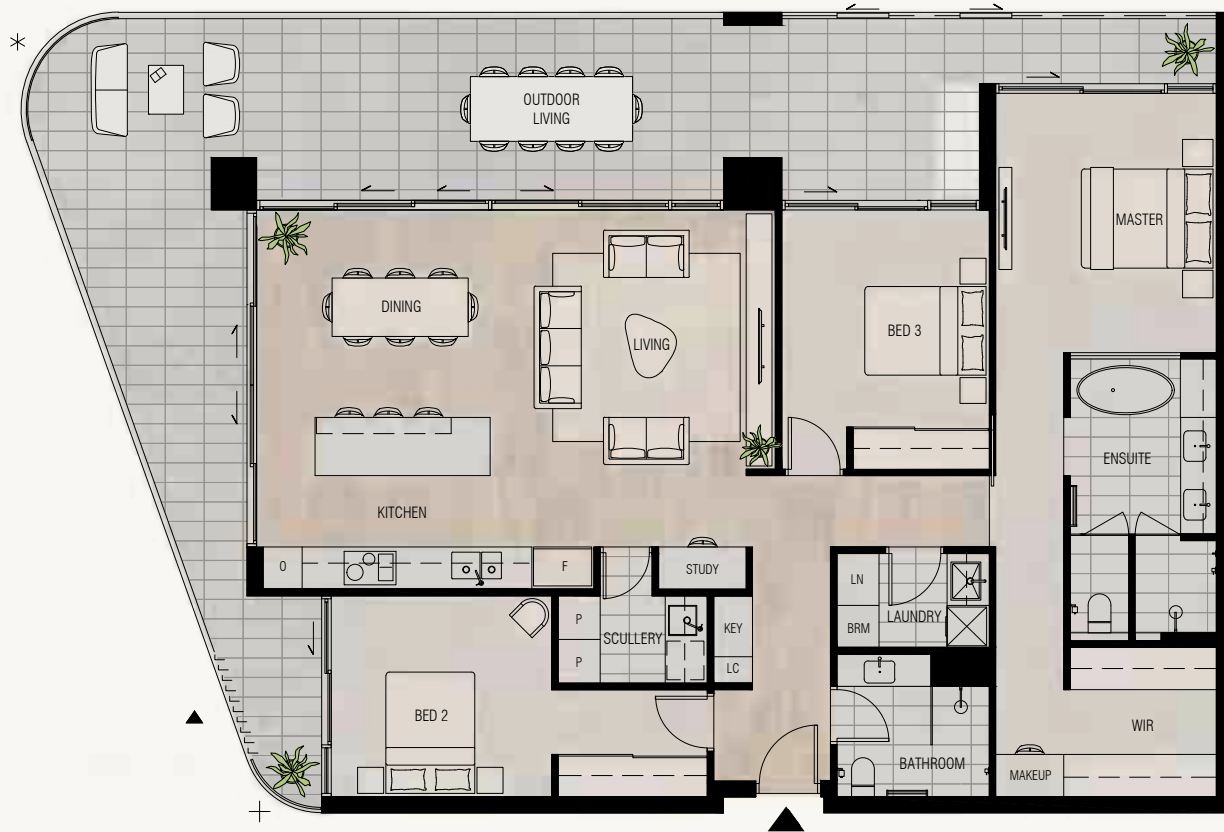 OUTDOOR
LIVING
MASTER
DINING
LIVING
BED 3
ENSUITE
KITCHEN
O
F
STUDY
LN
LAUNDRY
BRM
P
SCULLERY
KEY
P
LC
BED 2
WIR
BATHROOM
MAKEUP